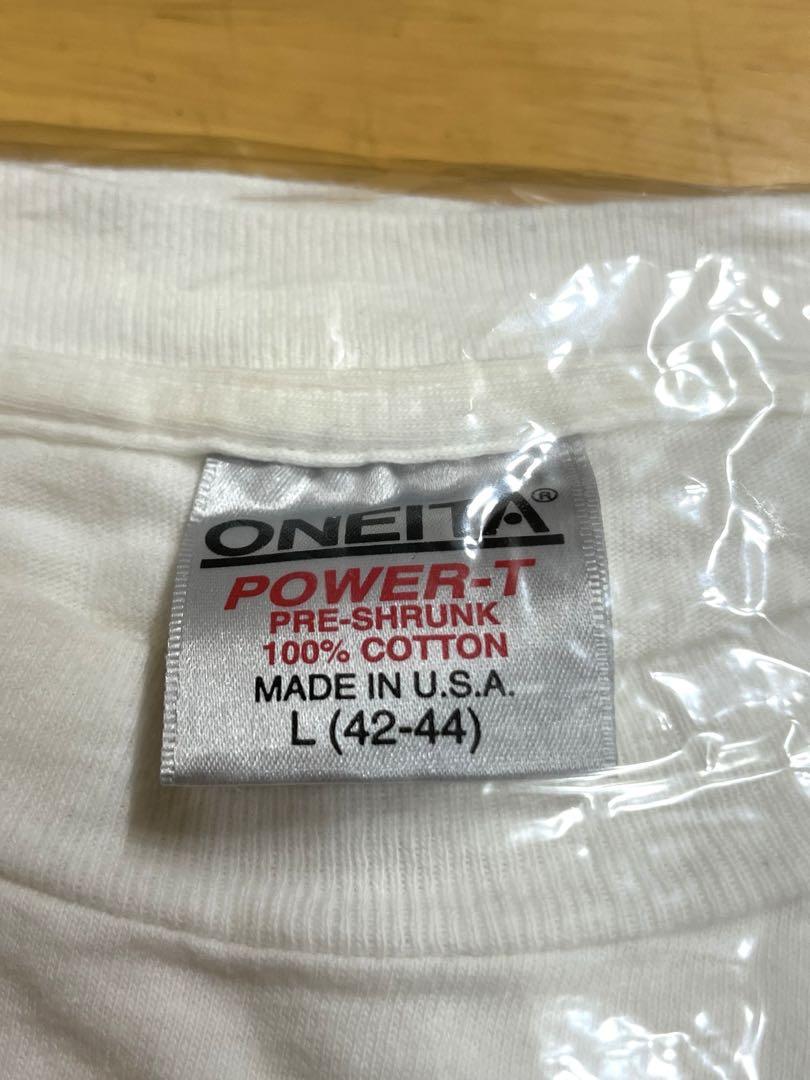 ONEITA®
POWER-T
PRE-SHRUNK
100% COTTON
MADE IN U.S.A.
L (42-44)